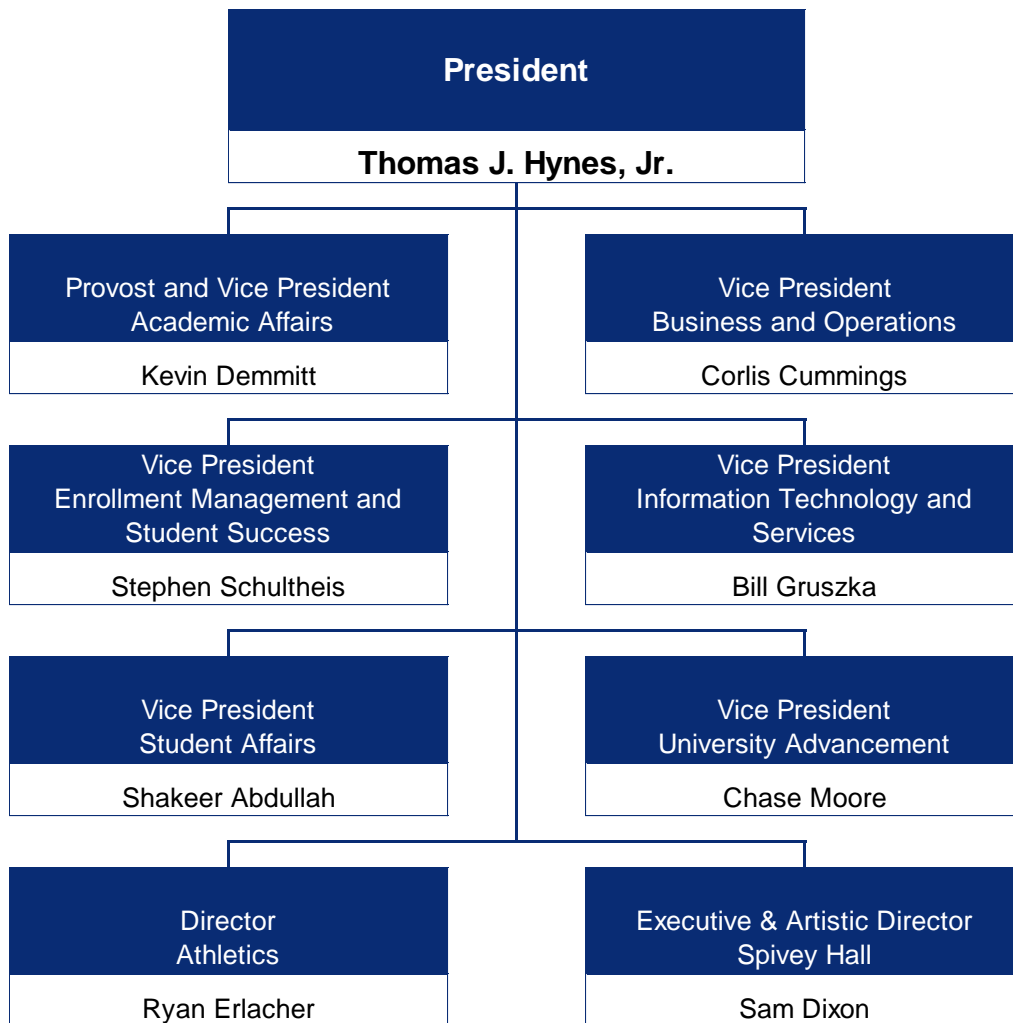 President
Thomas J. Hynes, Jr.
Provost and Vice President
Academic Affairs
Kevin Demmitt
Vice President
Business and Operations
Corlis Cummings
Vice President
Enrollment Management and
Student Success
Stephen Schultheis
Vice President
Information Technology and
Services
Bill Gruszka
Vice President
Student Affairs
Shakeer Abdullah
Vice President
University Advancement
Chase Moore
Director
Athletics
Ryan Erlacher
Executive & Artistic Director
Spivey Hall
Sam Dixon